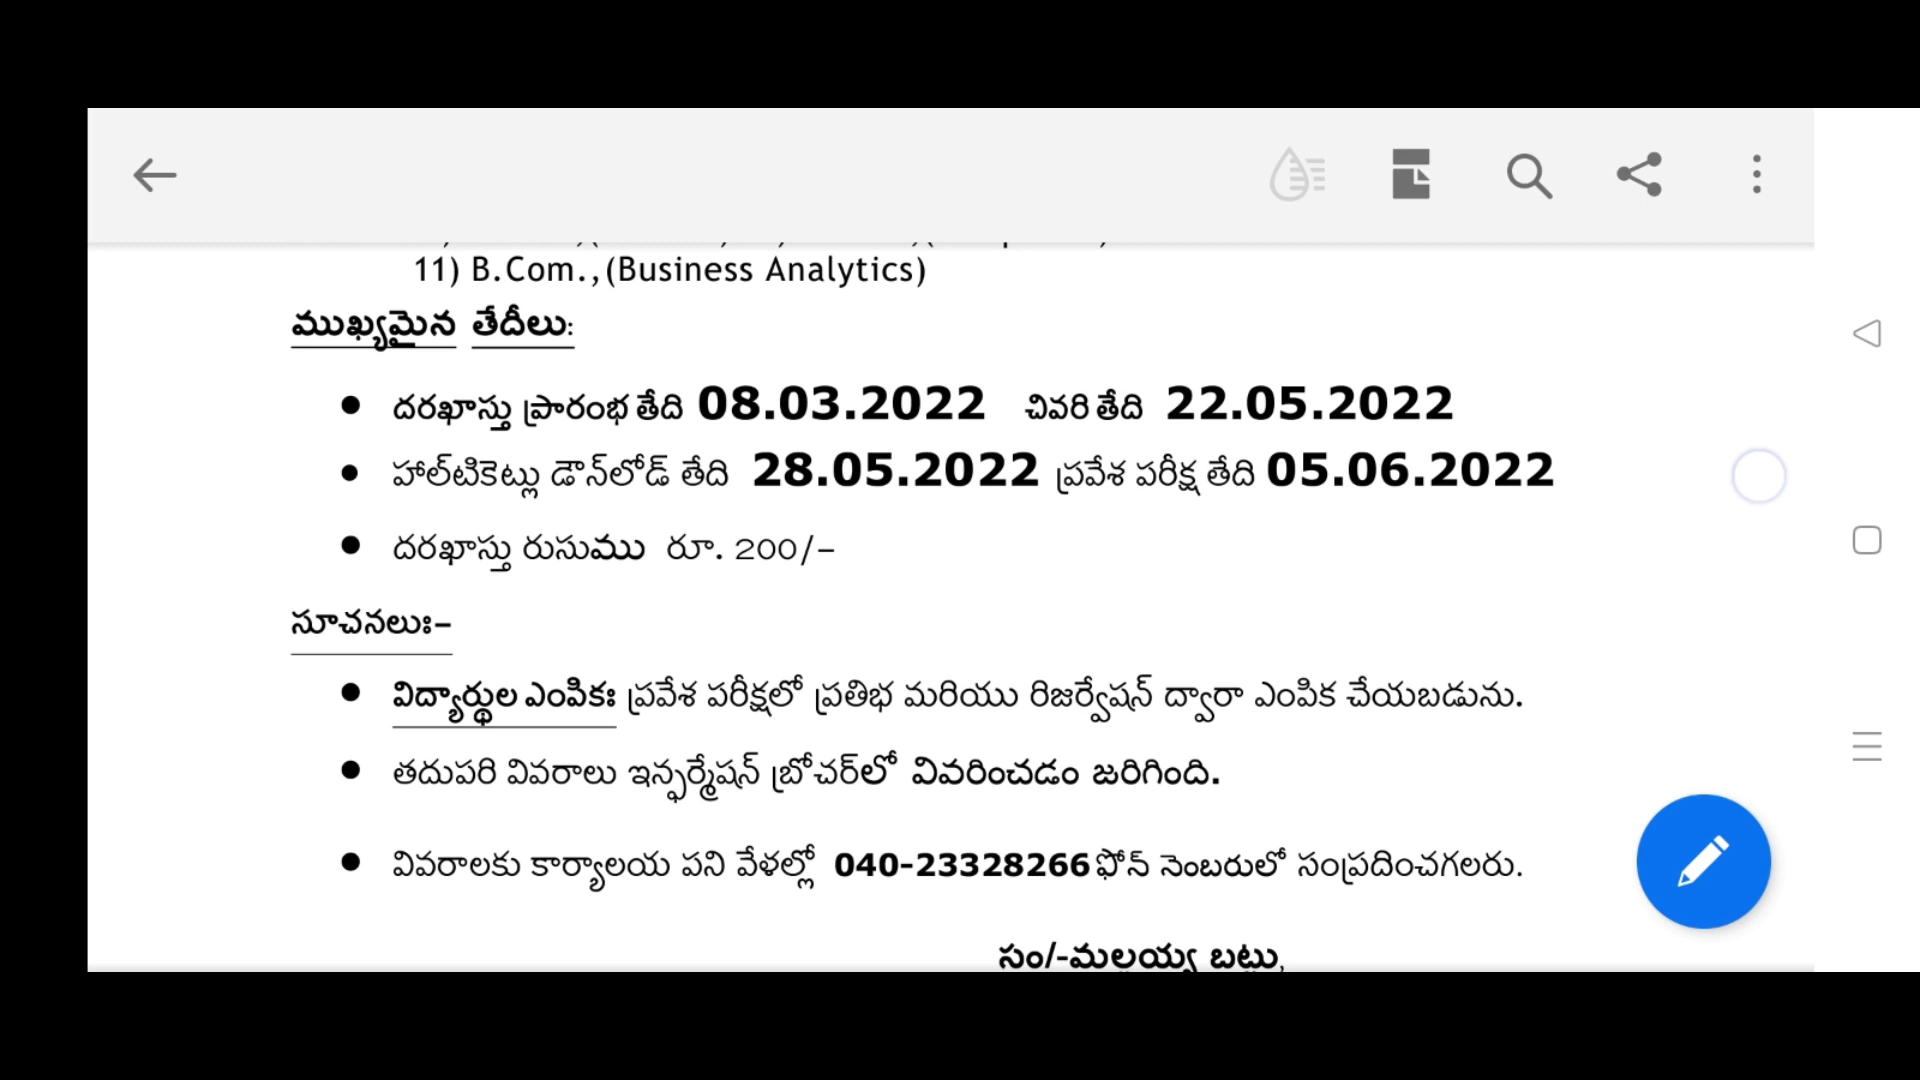 11) B.Com.,(Business Analytics)
ముఖ్యమైన తేదీలు:
● దరఖాస్తు ప్రారంభ తేది 08.03.2022 చివరి తేది 22.05.2022
● హాల్‌టికెట్లు డౌన్‌లోడ్ తేది 28.05.2022 ప్రవేశ పరీక్ష తేది 05.06.2022
● దరఖాస్తు రుసుము రూ. 200/-
సూచనలుః-
● విద్యార్థుల ఎంపికః ప్రవేశ పరీక్షలో ప్రతిభ మరియు రిజర్వేషన్ ద్వారా ఎంపిక చేయబడును.
● తదుపరి వివరాలు ఇన్ఫర్మేషన్ బ్రోచర్‌లో వివరించడం జరిగింది.
● వివరాలకు కార్యాలయ పని వేళల్లో 040-23328266 ఫోన్ నెంబరులో సంప్రదించగలరు.
సం/-మల్లయ్య బట్టు,